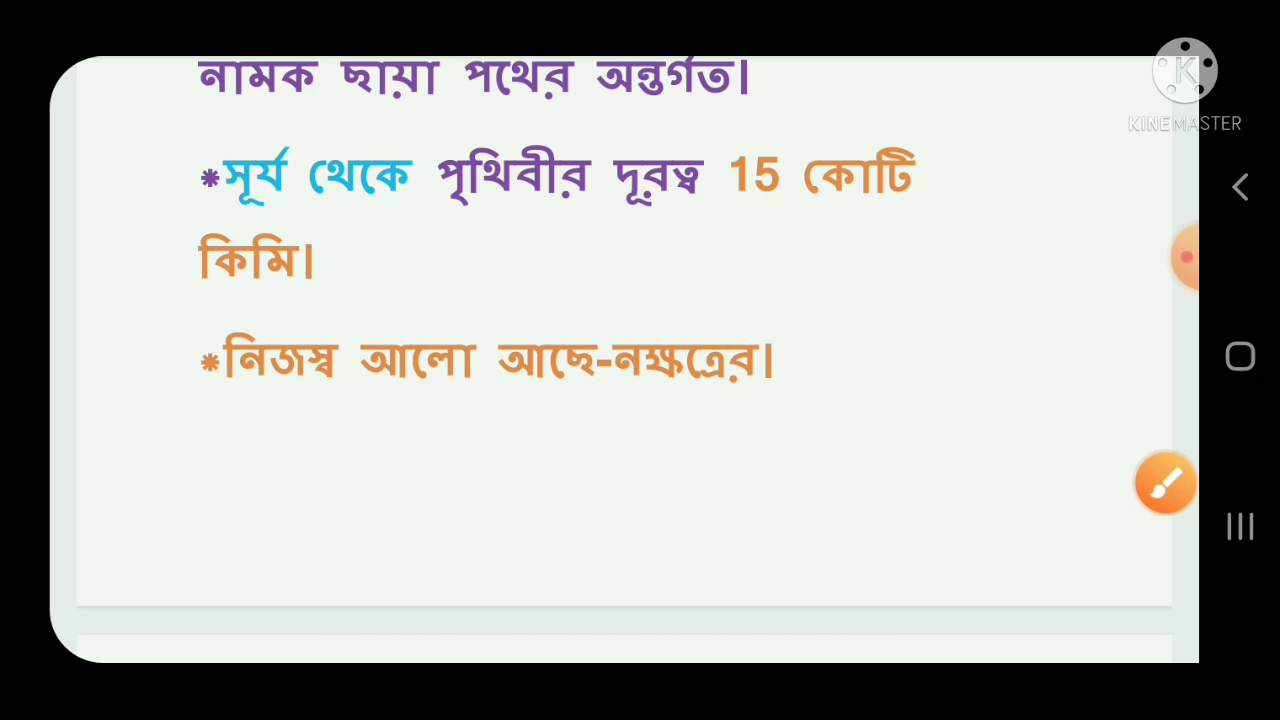 নামক ছায়া পথের অন্তর্গত।
KINEMASTER
*সূর্য থেকে পৃথিবীর দূরত্ব 15 কোটি
কিমি।
*নিজস্ব আলো আছে-নক্ষত্রের।